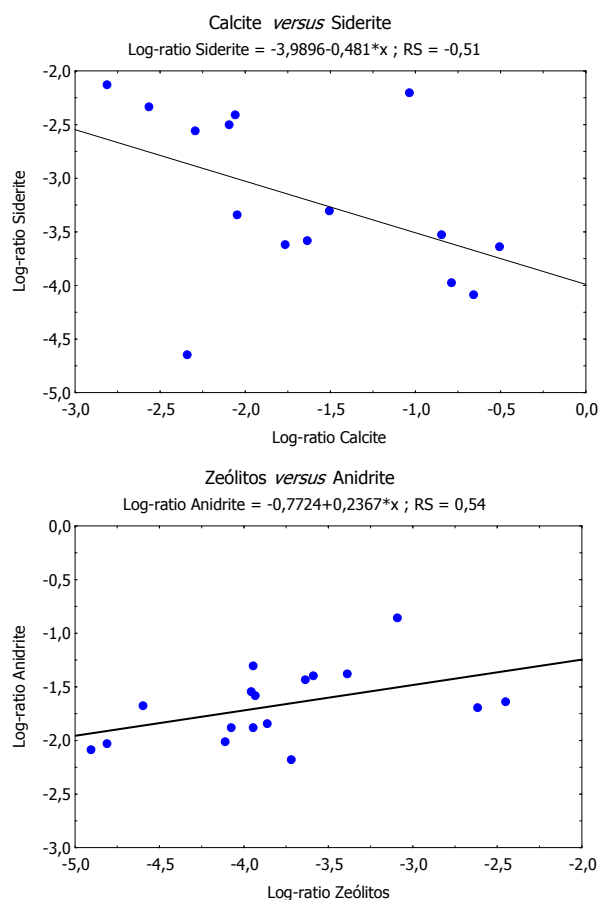 Calcite versus Siderite
Log-ratio Siderite = -3,9896-0,481*x ; RS = -0,51
-2,0
-2,5
-3,0
-3,5
-4,0
-4,5
-5,0
Log-ratio Siderite
-3,0 -2,5 -2,0 -1,5 -1,0 -0,5 0,0
Log-ratio Calcite
Zeólitos versus Anidrite
Log-ratio Anidrite = -0,7724+0,2367*x ; RS = 0,54
0,0
-0,5
-1,0
-1,5
-2,0
-2,5
-3,0
Log-ratio Anidrite
-5,0 -4,5 -4,0 -3,5 -3,0 -2,5 -2,0
Log-ratio Zeólitos